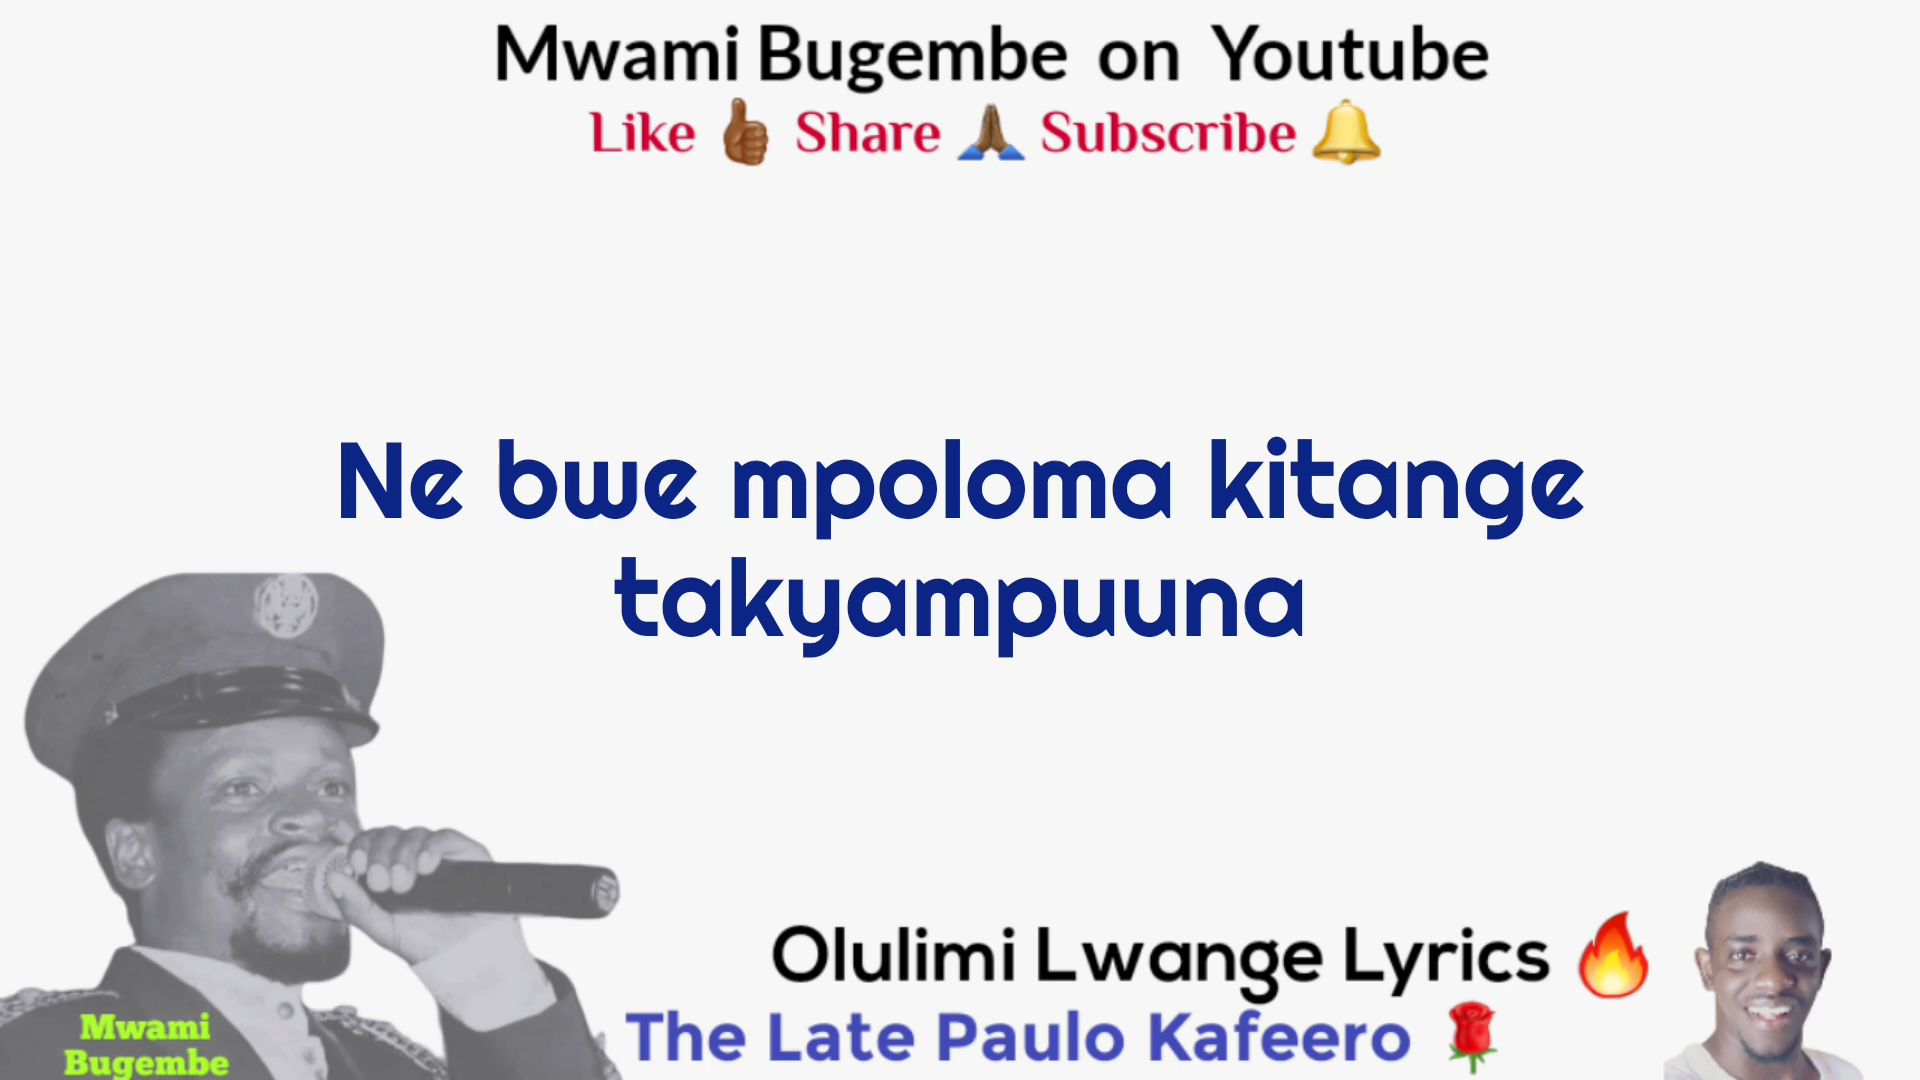 Mwami Bugembe on Youtube
Like 👍🏾 Share 🙏🏾 Subscribe 🔔
Ne bwe mpoloma kitange
takyampuuna
Olulimi Lwange Lyrics 🔥
The Late Paulo Kafeero 🌹
Mwami
Bugembe